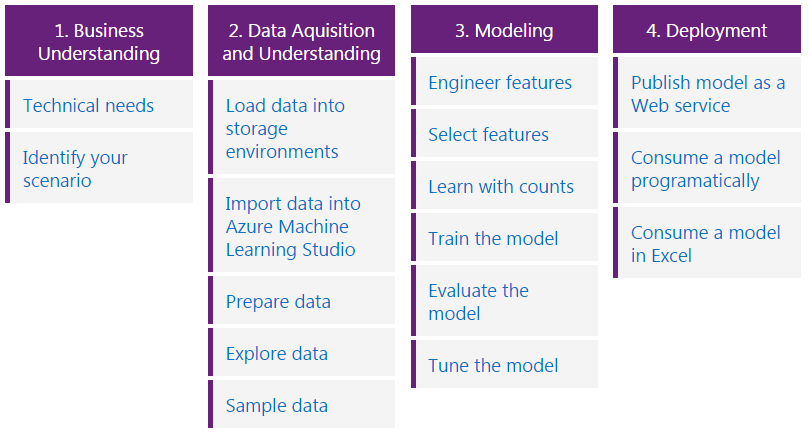 1. Business
Understanding
Technical needs
Identify your
scenario
2. Data Aquisition
and Understanding
Load data into
storage
environments
Import data into
Azure Machine
Learning Studio
Prepare data
Explore data
Sample data
3. Modeling
Engineer features
Select features
Learn with counts
Train the model
Evaluate the
model
Tune the model
4. Deployment
Publish model as a
Web service
Consume a model
programatically
Consume a model
in Excel